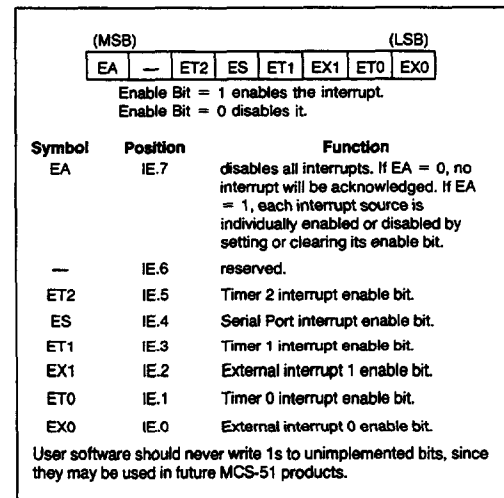 (MSB) (LSB)
EA — ET2 ES ET1 EX1 ET0 EX0
Enable Bit = 1 enables the interrupt.
Enable Bit = 0 disables it.
Symbol Position Function
EA IE.7 disables all interrupts. If EA = 0, no
interrupt will be acknowledged. If EA
= 1, each interrupt source is
individually enabled or disabled by
setting or clearing its enable bit.
— IE.6 reserved.
ET2 IE.5 Timer 2 interrupt enable bit.
ES IE.4 Serial Port interrupt enable bit.
ET1 IE.3 Timer 1 interrupt enable bit.
EX1 IE.2 External interrupt 1 enable bit.
ET0 IE.1 Timer 0 interrupt enable bit.
EX0 IE.0 External interrupt 0 enable bit.
User software should never write 1s to unimplemented bits, since
they may be used in future MCS-51 products.